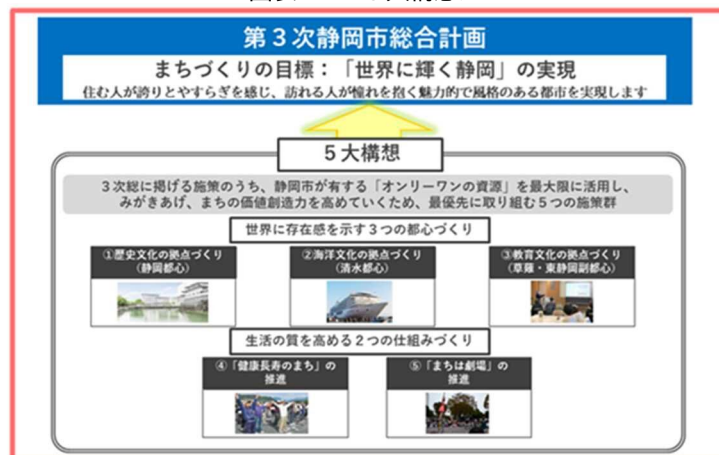 第３次静岡市総合計画
まちづくりの目標：「世界に輝く静岡」の実現
住む人が誇りとやすらぎを感じ、訪れる人が憧れを抱く魅力的で風格のある都市を実現します
５大構想
３次総に掲げる施策のうち、静岡市が有する「オンリーワンの資源」を最大限に活用し、
みがきあげ、まちの価値創造力を高めていくため、最優先に取り組む５つの施策群
世界に存在感を示す３つの都心づくり
①歴史文化の拠点づくり
（静岡都心）
②海洋文化の拠点づくり
（清水都心）
③教育文化の拠点づくり
（草薙・東静岡副都心）
生活の質を高める２つの仕組みづくり
④「健康長寿のまち」の
推進
⑤「まちは劇場」の
推進